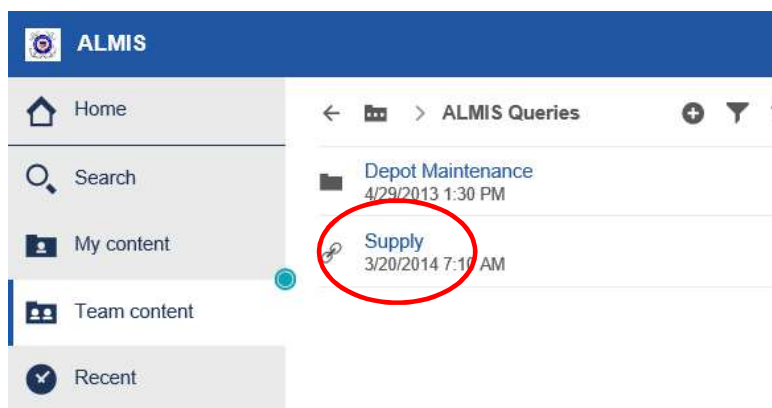 ALMIS
Home
Search
My content
Team content
Recent
ALMIS Queries
Depot Maintenance
4/29/2013 1:30 PM
Supply
3/20/2014 7:10 AM